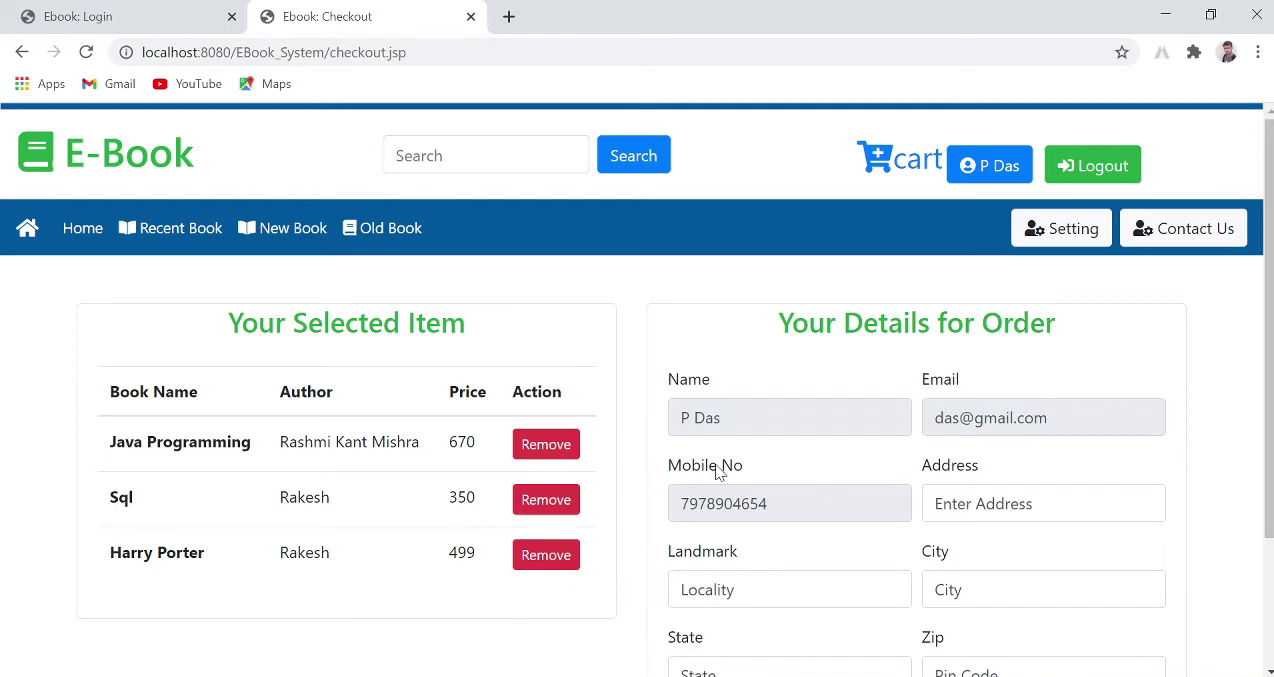 Ebook: Login
Ebook: Checkout
localhost:8080/EBook_System/checkout.jsp
Apps Gmail YouTube Maps
E-Book Search Search cart P Das Logout
Home Recent Book New Book Old Book Setting Contact Us
Your Selected Item
Book Name Author Price Action
Java Programming Rashmi Kant Mishra 670 Remove
Sql Rakesh 350 Remove
Harry Porter Rakesh 499 Remove
Your Details for Order
Name Email
P Das das@gmail.com
Mobile No Address
7978904654 Enter Address
Landmark City
Locality City
State Zip
State Pin Code